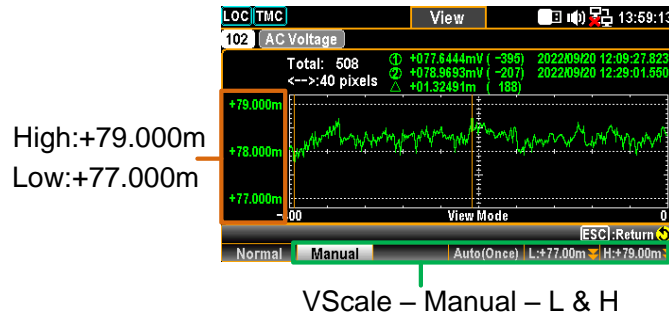 LOC TMC View 13:59:13
102 AC Voltage
Total: 508 ① +077.6444mV ( -395) 2022/09/20 12:09:27.823
<-->:40 pixels ② +078.9693mV ( -207) 2022/09/20 12:29:01.550
△ +01.32491m ( 188)
+79.000m
High:+79.000m
+78.000m
Low:+77.000m
+77.000m
View Mode 0
ESC :Return
Normal Manual Auto(Once) L:+77.00m H:+79.00m
VScale – Manual – L & H